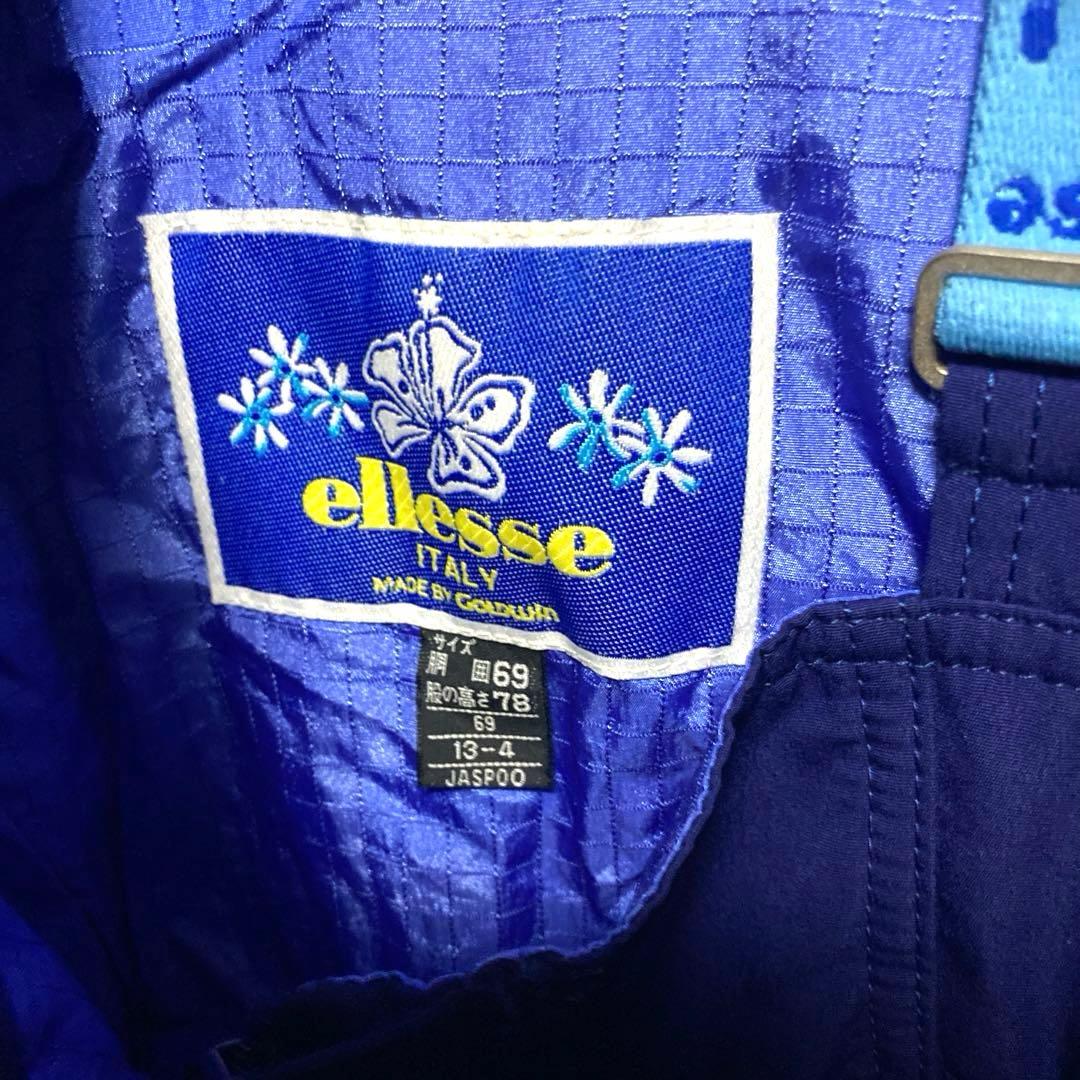 ellesse
ITALY
MADE BY GOLDWIN
サイズ
胴 囲 69
股の高さ 78
69
13-4
JASPOO
se